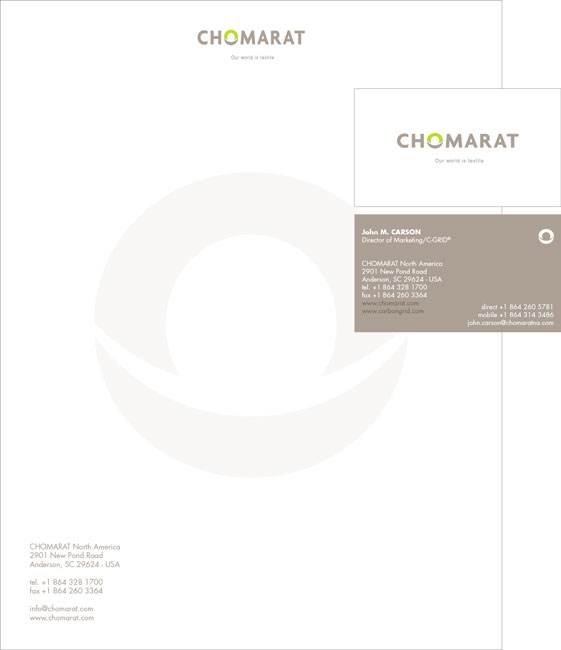 CHOMARAT
Our world is textile
CHOMARAT
Our world is textile
John M. CARSON
Director of Marketing/C-GRID®
CHOMARAT North America
2901 New Pond Road
Anderson, SC 29624 - USA
tel. +1 864 328 1700
fax +1 864 260 3364
www.chomarat.com
www.carbongrid.com
direct +1 864 260 5781
mobile +1 864 314 3486
john.carson@chomaratna.com
CHOMARAT North America
2901 New Pond Road
Anderson, SC 29624 - USA
tel. +1 864 328 1700
fax +1 864 260 3364
info@chomarat.com
www.chomarat.com